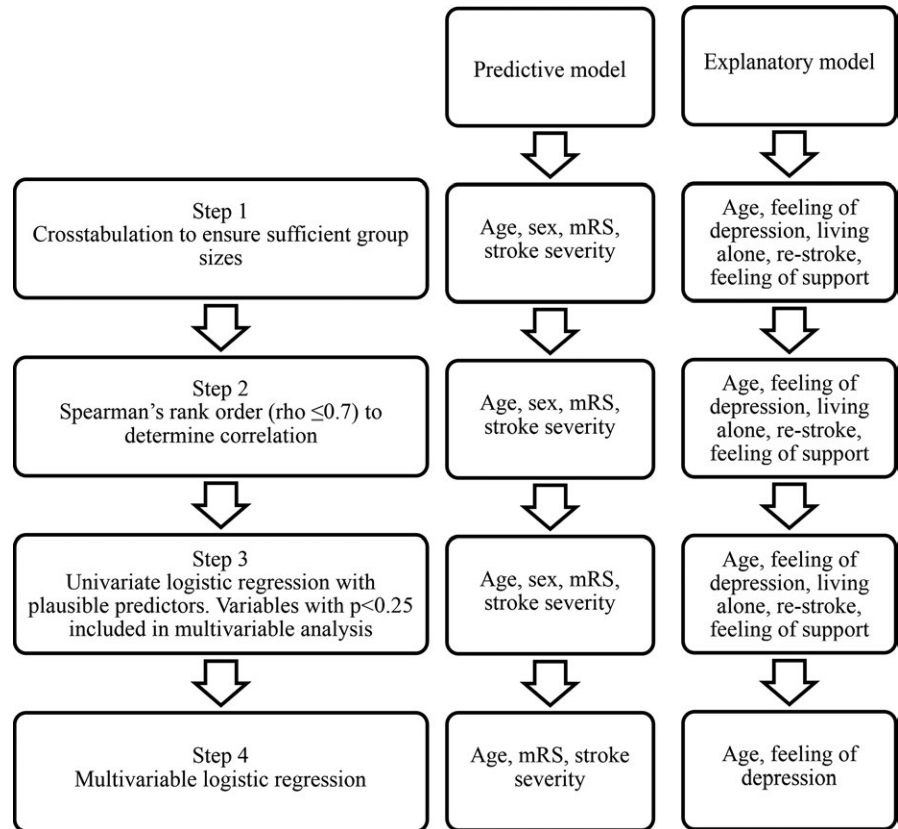 Predictive model
Explanatory model
Step 1
Crosstabulation to ensure sufficient group
sizes
Age, sex, mRS,
stroke severity
Age, feeling of
depression, living
alone, re-stroke,
feeling of support
Step 2
Spearman's rank order (rho ≤0.7) to
determine correlation
Age, sex, mRS,
stroke severity
Age, feeling of
depression, living
alone, re-stroke,
feeling of support
Step 3
Univariate logistic regression with
plausible predictors. Variables with p<0.25
included in multivariable analysis
Age, sex, mRS,
stroke severity
Age, feeling of
depression, living
alone, re-stroke,
feeling of support
Step 4
Multivariable logistic regression
Age, mRS, stroke
severity
Age, feeling of
depression